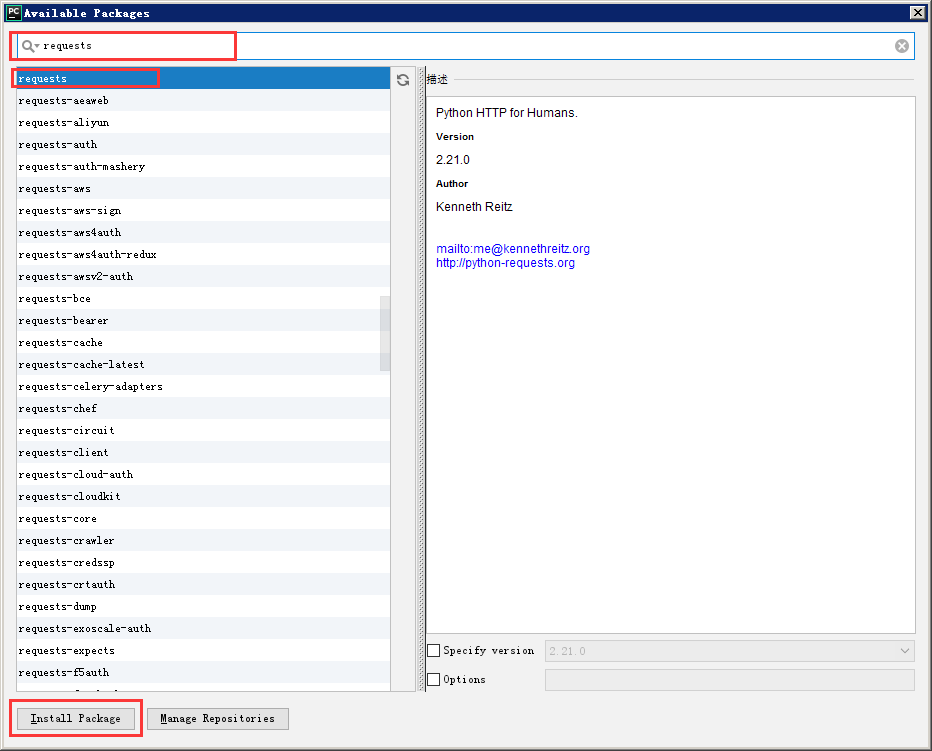 PC Available Packages
requests
requests
requests-aeaweb
requests-aliyun
requests-auth
requests-auth-mashery
requests-aws
requests-aws-sign
requests-aws4auth
requests-aws4auth-redux
requests-awsv2-auth
requests-bce
requests-bearer
requests-cache
requests-cache-latest
requests-celery-adapters
requests-chef
requests-circuit
requests-client
requests-cloud-auth
requests-cloudkit
requests-core
requests-crawler
requests-credssp
requests-crtauth
requests-dump
requests-exoscale-auth
requests-expects
requests-f5auth
描述
Python HTTP for Humans.
Version
2.21.0
Author
Kenneth Reitz
mailto:me@kennethreitz.org
http://python-requests.org
Specify version 2.21.0
Options
Install Package Manage Repositories